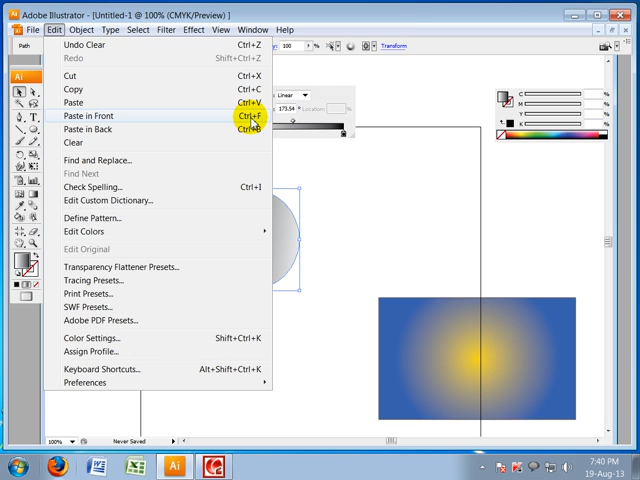 Adobe Illustrator - [Untitled-1 @ 100% (CMYK/Preview) ]
File Edit Object Type Select Filter Effect View Window Help
Path
100 % Transform
Undo Clear Ctrl+Z
Redo Shift+Ctrl+Z
Cut Ctrl+X
Copy Ctrl+C
Paste Ctrl+V
Paste in Front Ctrl+F
Paste in Back Ctrl+B
Clear
Find and Replace...
Find Next
Check Spelling... Ctrl+I
Edit Custom Dictionary...
Define Pattern...
Edit Colors
Edit Original
Transparency Flattener Presets...
Tracing Presets...
Print Presets...
SWF Presets...
Adobe PDF Presets...
Color Settings... Shift+Ctrl+K
Assign Profile...
Keyboard Shortcuts... Alt+Shift+Ctrl+K
Preferences
Ai
Linear
173.54 ° Location: %
C %
M %
Y %
K %
100% Never Saved
W
Ai
7:40 PM
19-Aug-13